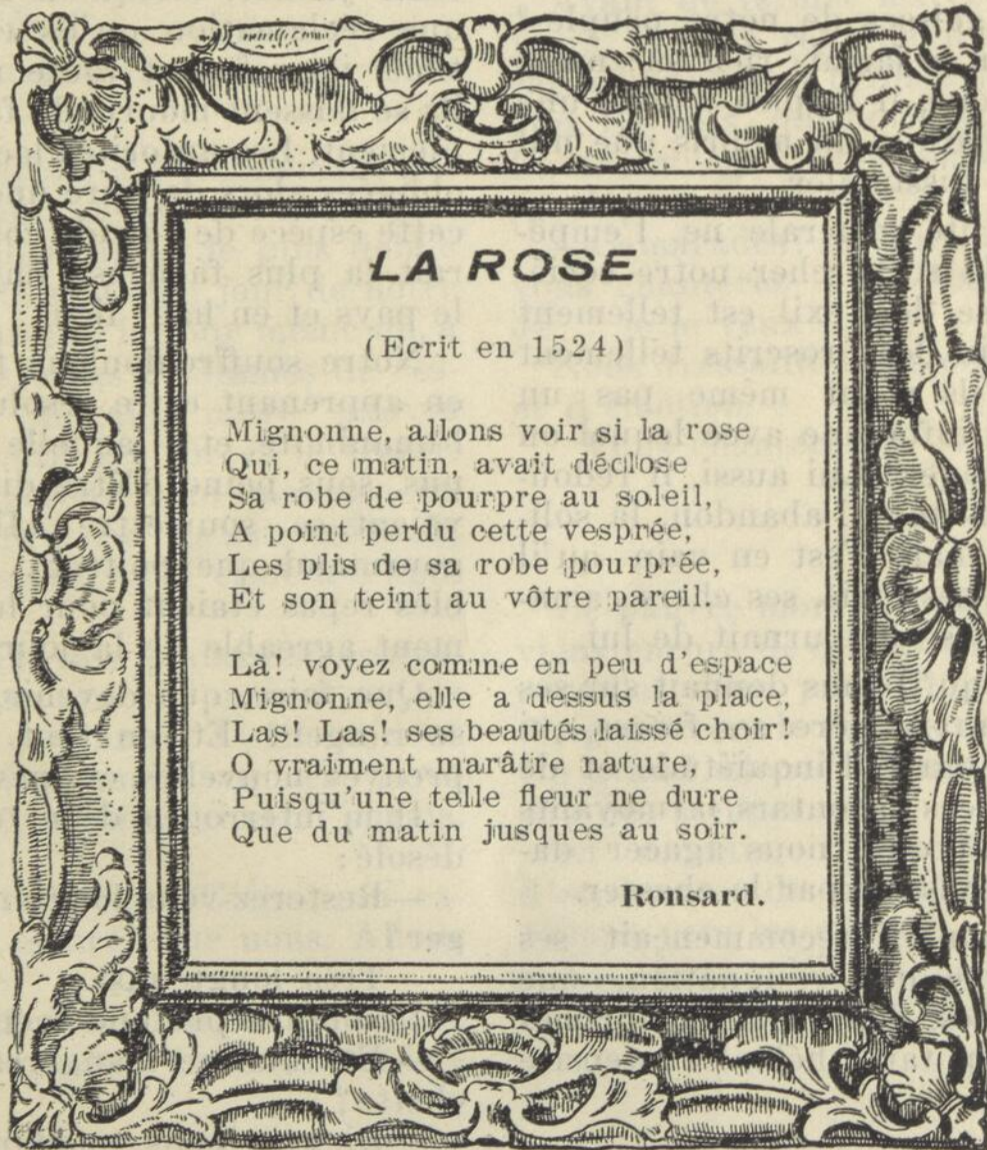 LA ROSE
(Ecrit en 1524)
Mignonne, allons voir si la rose
Qui, ce matin, avait déclose
Sa robe de pourpre au soleil,
A point perdu cette vesprée,
Les plis de sa robe pourprée,
Et son teint au vôtre pareil.
Là! voyez comme en peu d'espace
Mignonne, elle a dessus la place,
Las! Las! ses beautés laissé choir!
O vraiment marâtre nature,
Puisqu'une telle fleur ne dure
Que du matin jusques au soir.
Ronsard.